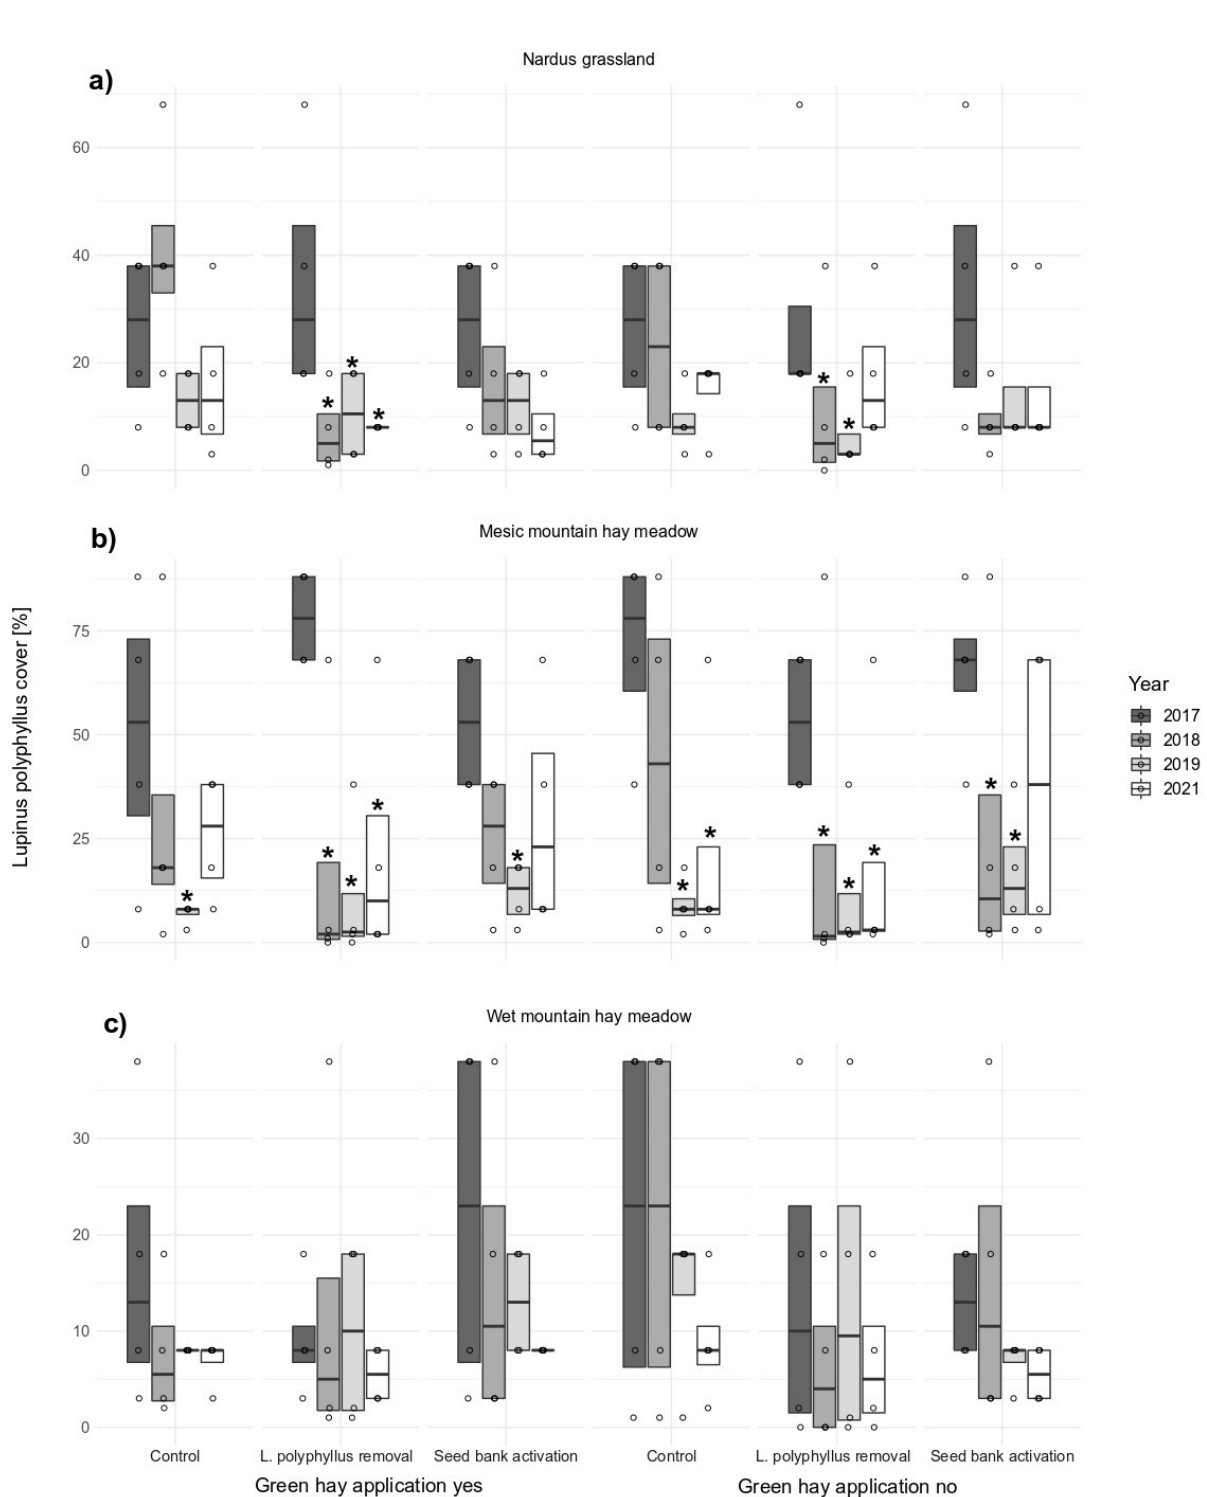 Nardus grassland
a)
60
40
20
0
* * * * *
Mesic mountain hay meadow
b)
75
50
25
0
* * * * * * * * * * * * *
Lupinus polyphyllus cover [%]
Year
2017
2018
2019
2021
Wet mountain hay meadow
c)
30
20
10
0
Control L. polyphyllus removal Seed bank activation Control L. polyphyllus removal Seed bank activation
Green hay application yes Green hay application no